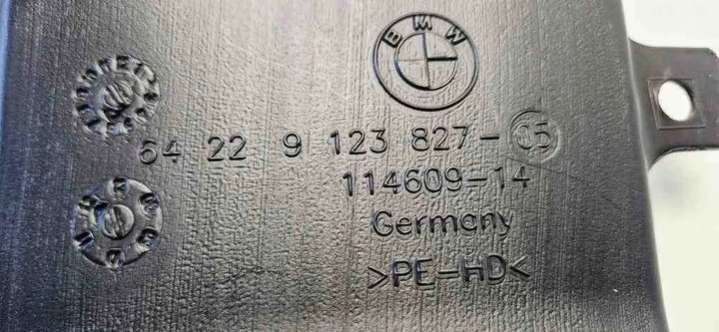 BMW
64 22 9 123 827-05
114609-14
Germany
>PE-HD<